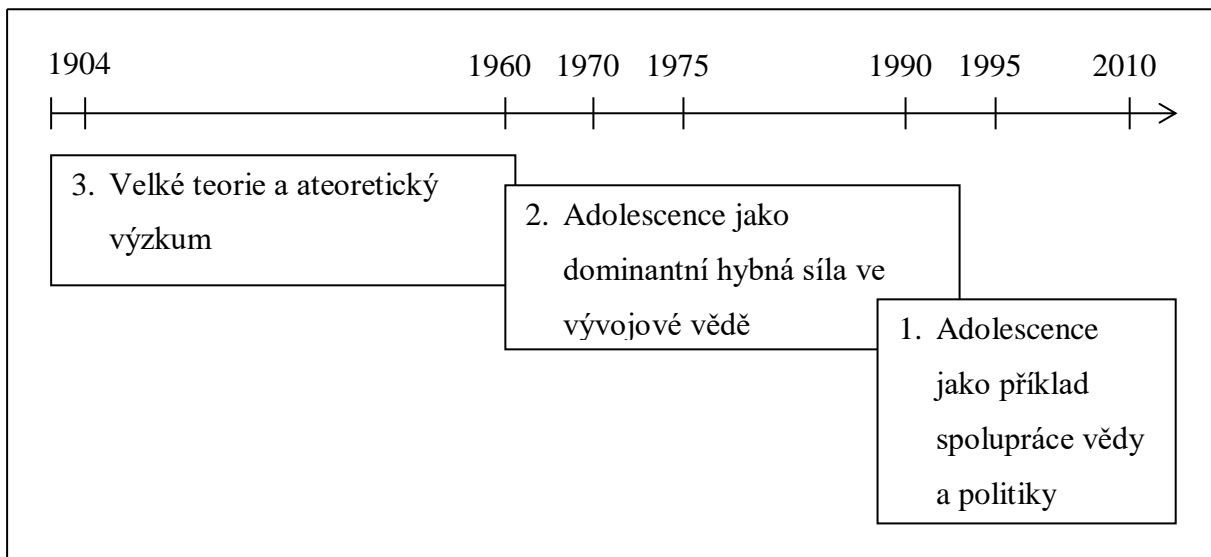 1904 1960 1970 1975 1990 1995 2010
3. Velké teorie a ateoretický
výzkum
2. Adolescence jako
dominantní hybná síla ve
vývojové vědě
1. Adolescence
jako příklad
spolupráce vědy
a politiky